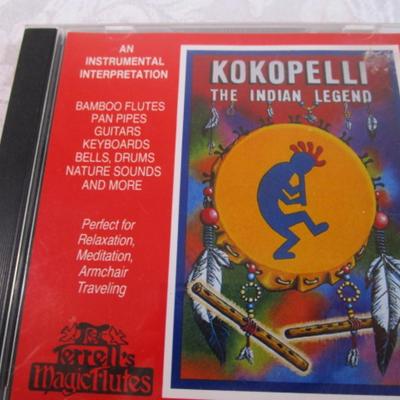 AN
INSTRUMENTAL
INTERPRETATION
BAMBOO FLUTES
PAN PIPES
GUITARS
KEYBOARDS
BELLS, DRUMS
NATURE SOUNDS
AND MORE
Perfect for
Relaxation,
Meditation,
Armchair
Traveling
Terrell's
MagicFlutes
KOKOPELLI
THE INDIAN LEGEND